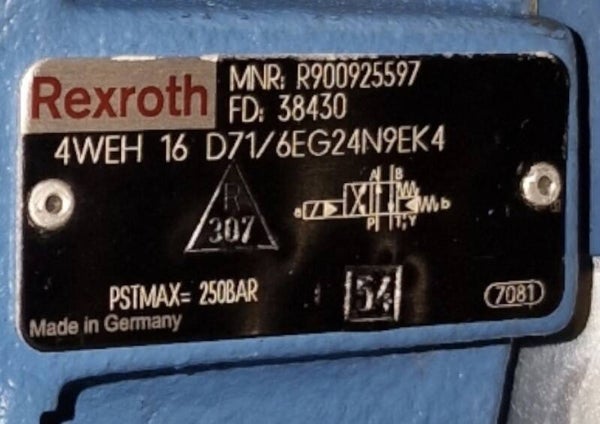 Rexroth
MNR: R900925597
FD: 38430
4WEH 16 D71/6EG24N9EK4
R
307
A B
a
b
P T;Y
PSTMAX= 250BAR
54
7081
Made in Germany